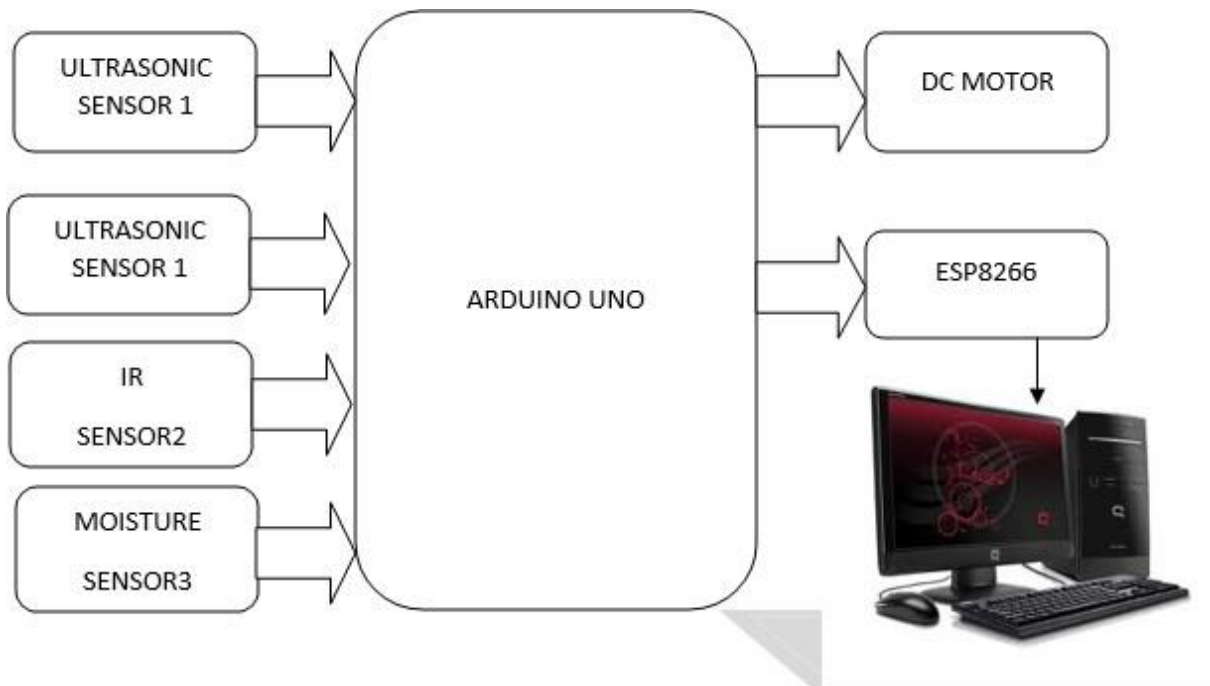 ULTRASONIC
SENSOR 1
ULTRASONIC
SENSOR 1
IR
SENSOR2
MOISTURE
SENSOR3
ARDUINO UNO
DC MOTOR
ESP8266